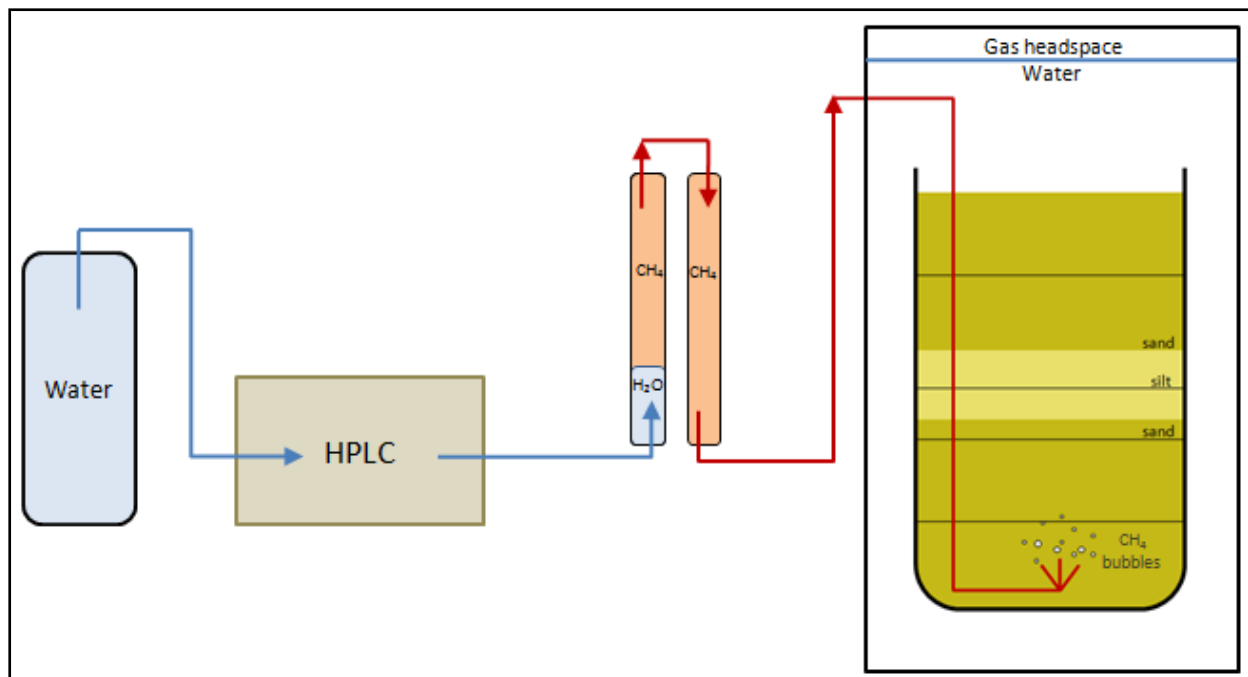 Gas headspace
Water
Water
HPLC
CH₄
CH₄
H₂O
sand
silt
sand
CH₄
bubbles